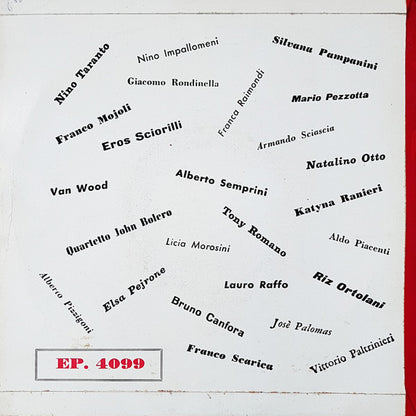 Nino Taranto
Nino Impallomeni
Silvana Pampanini
Giacomo Rondinella
Franca Raimondi
Mario Pezzotta
Franco Mojoli
Eros Sciorilli
Armando Sciascia
Natalino Otto
Van Wood
Alberto Semprini
Katyna Ranieri
Quartetto John Bolero
Tony Romano
Licia Morosini
Aldo Piacenti
Alberto Pizzigoni
Elsa Pejrone
Lauro Raffo
Riz Ortolani
Bruno Canfora
Josè Palomas
Franco Scarica
Vittorio Paltrinieri
EP. 4099